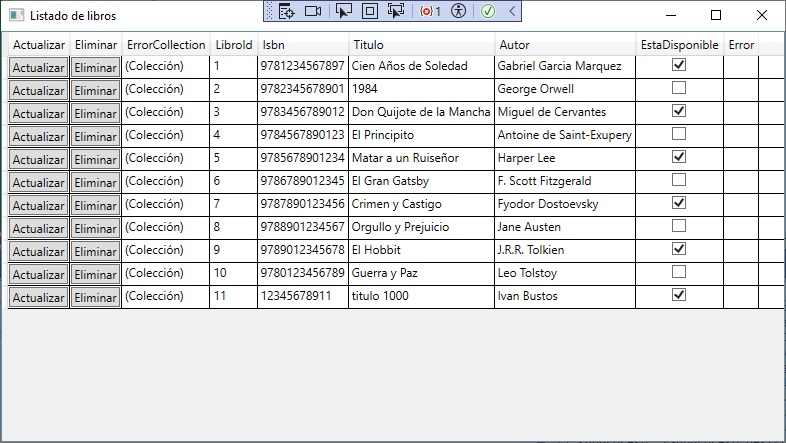 Listado de libros
1
Actualizar Eliminar ErrorCollection LibroId Isbn Titulo Autor EstaDisponible Error
Actualizar Eliminar (Colección) 1 9781234567897 Cien Años de Soledad Gabriel Garcia Marquez
Actualizar Eliminar (Colección) 2 9782345678901 1984 George Orwell
Actualizar Eliminar (Colección) 3 9783456789012 Don Quijote de la Mancha Miguel de Cervantes
Actualizar Eliminar (Colección) 4 9784567890123 El Principito Antoine de Saint-Exupery
Actualizar Eliminar (Colección) 5 9785678901234 Matar a un Ruiseñor Harper Lee
Actualizar Eliminar (Colección) 6 9786789012345 El Gran Gatsby F. Scott Fitzgerald
Actualizar Eliminar (Colección) 7 9787890123456 Crimen y Castigo Fyodor Dostoevsky
Actualizar Eliminar (Colección) 8 9788901234567 Orgullo y Prejuicio Jane Austen
Actualizar Eliminar (Colección) 9 9789012345678 El Hobbit J.R.R. Tolkien
Actualizar Eliminar (Colección) 10 9780123456789 Guerra y Paz Leo Tolstoy
Actualizar Eliminar (Colección) 11 12345678911 titulo 1000 Ivan Bustos